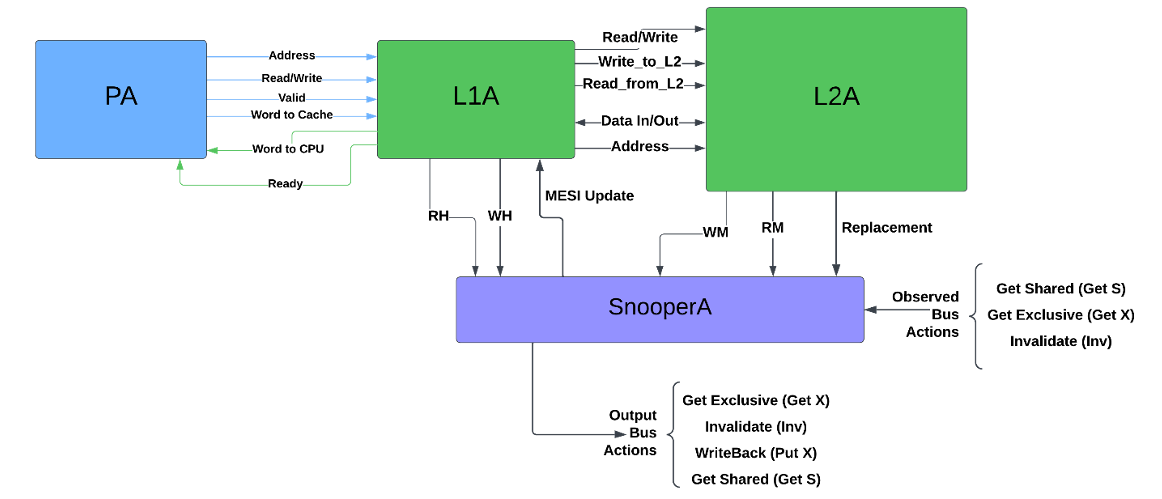 PA
Address
Read/Write
Valid
Word to Cache
Word to CPU
Ready
L1A
Read/Write
Write_to_L2
Read_from_L2
Data In/Out
Address
L2A
RH
WH
MESI Update
WM
RM
Replacement
SnooperA
Observed
Bus
Actions
Get Shared (Get S)
Get Exclusive (Get X)
Invalidate (Inv)
Output
Bus
Actions
Get Exclusive (Get X)
Invalidate (Inv)
WriteBack (Put X)
Get Shared (Get S)